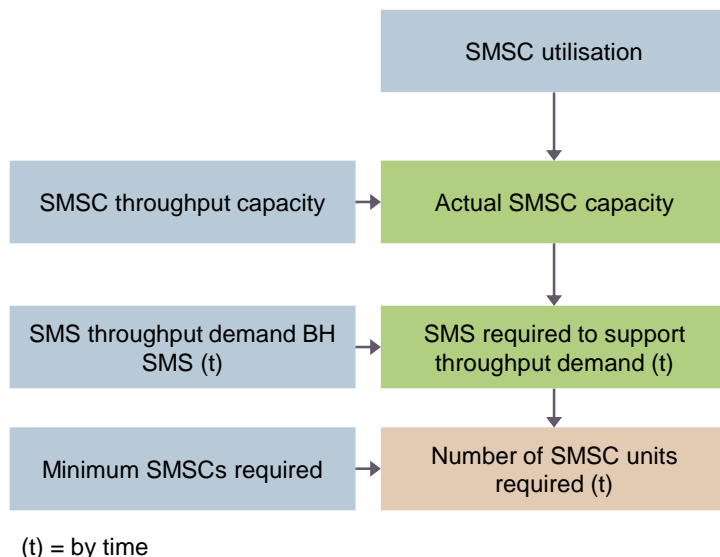 SMSC utilisation
SMSC throughput capacity
Actual SMSC capacity
SMS throughput demand BH
SMS (t)
SMS required to support
throughput demand (t)
Minimum SMSCs required
Number of SMSC units
required (t)
(t) = by time